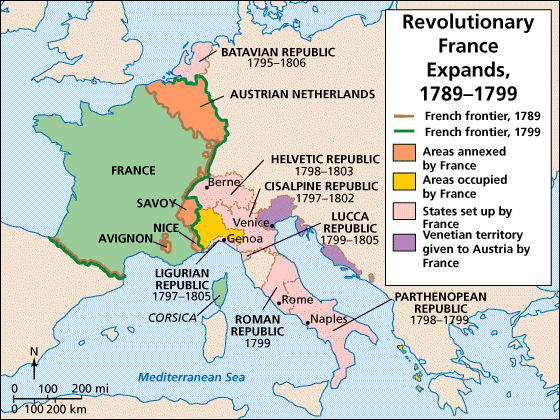 Revolutionary
France
Expands,
1789–1799
French frontier, 1789
French frontier, 1799
Areas annexed
by France
Areas occupied
by France
States set up by
France
Venetian territory
given to Austria by
France
BATAVIAN REPUBLIC
1795–1806
AUSTRIAN NETHERLANDS
FRANCE
HELVETIC REPUBLIC
1798–1803
Berne
CISALPINE REPUBLIC
1797–1802
SAVOY
Venice
LUCCA
REPUBLIC
1799–1805
NICE
AVIGNON
Genoa
LIGURIAN
REPUBLIC
1797–1805
CORSICA
ROMAN
REPUBLIC
1799
Rome
Naples
PARTHENOPEAN
REPUBLIC
1798–1799
Mediterranean Sea
N
0 100 200 mi
0 100 200 km